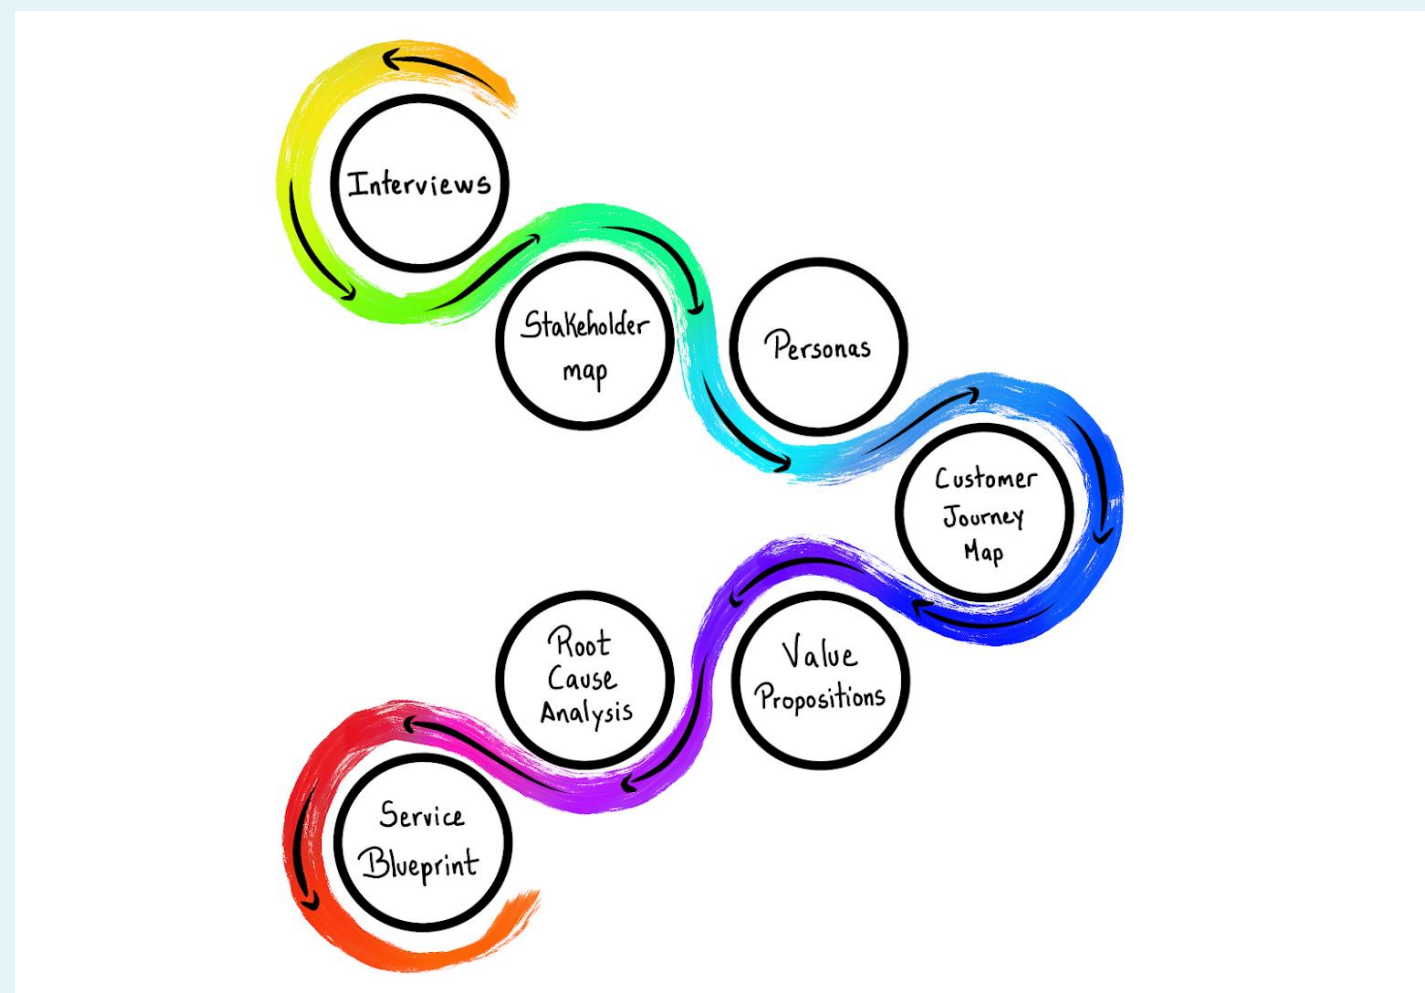 Interviews
Stakeholder
map
Personas
Customer
Journey
Map
Value
Propositions
Root
Cause
Analysis
Service
Blueprint